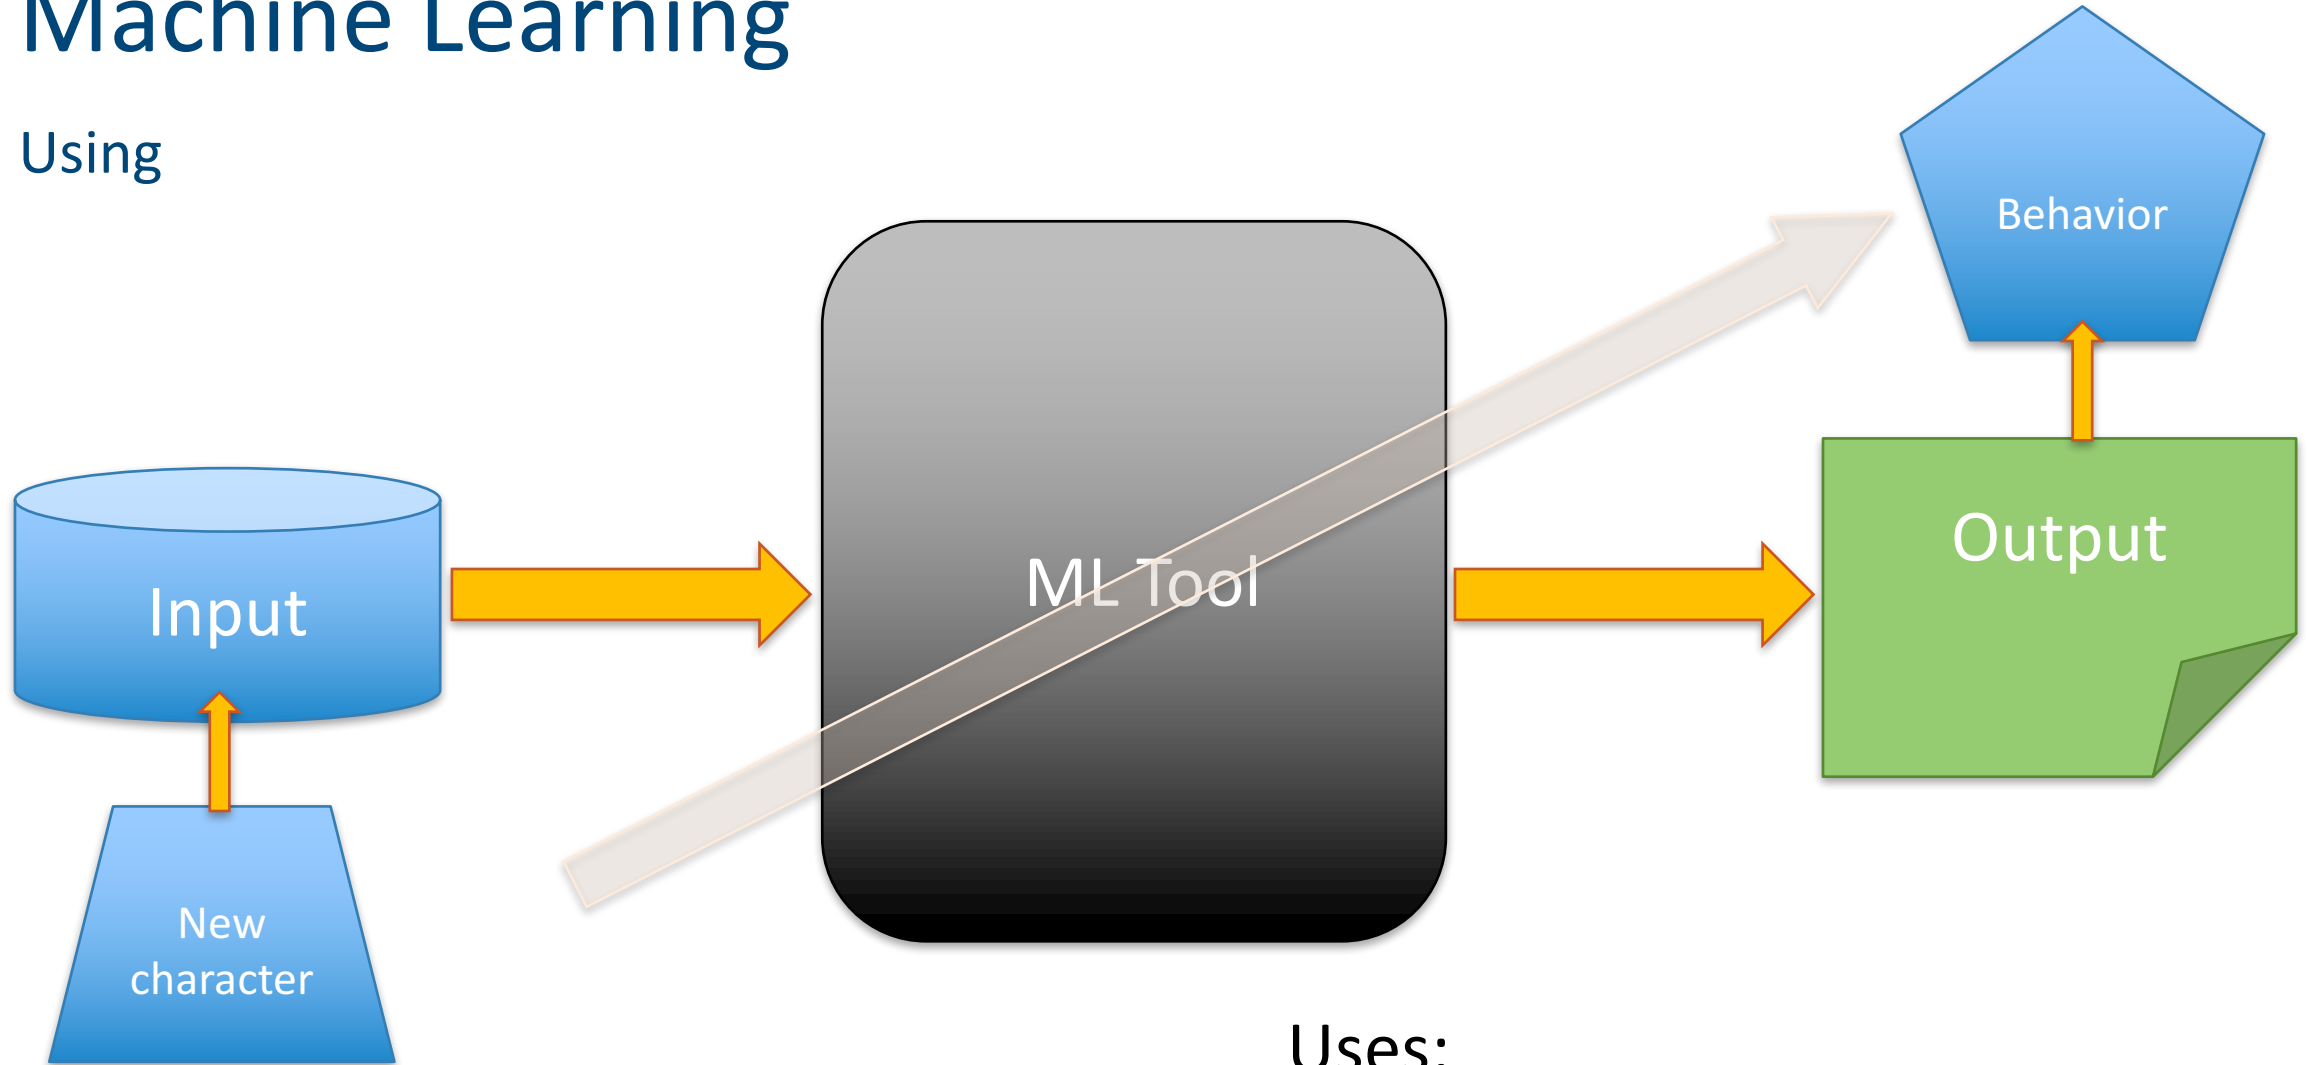 Machine Learning
Using
Behavior
Output
ML Tool
Input
New
character
Uses: